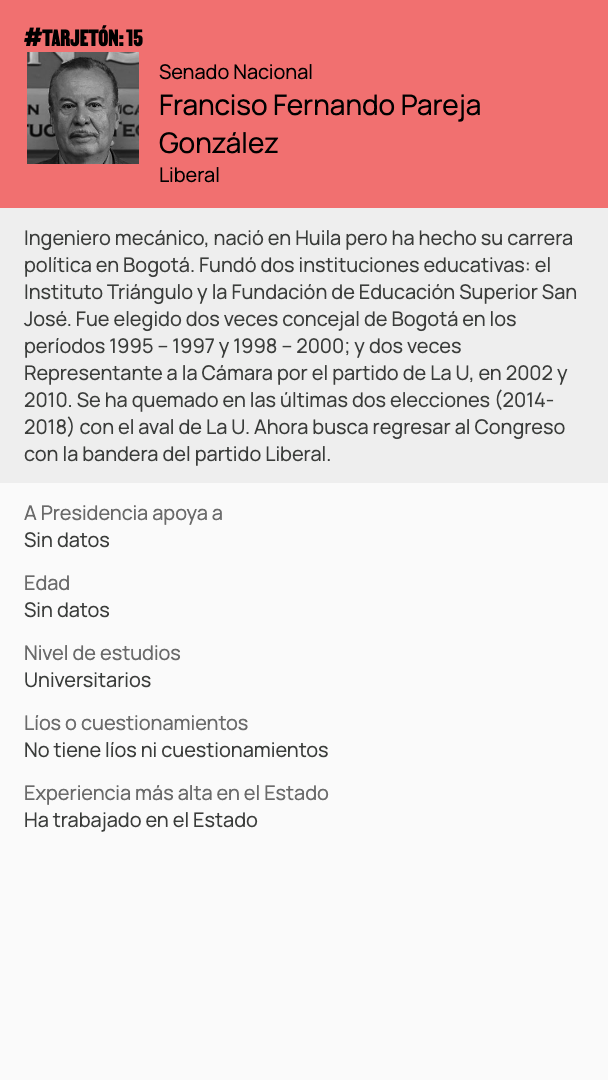 #TARJETÓN: 15
Senado Nacional
Franciso Fernando Pareja
González
Liberal
Ingeniero mecánico, nació en Huila pero ha hecho su carrera
política en Bogotá. Fundó dos instituciones educativas: el
Instituto Triángulo y la Fundación de Educación Superior San
José. Fue elegido dos veces concejal de Bogotá en los
períodos 1995 – 1997 y 1998 – 2000; y dos veces
Representante a la Cámara por el partido de La U, en 2002 y
2010. Se ha quemado en las últimas dos elecciones (2014-
2018) con el aval de La U. Ahora busca regresar al Congreso
con la bandera del partido Liberal.
A Presidencia apoya a
Sin datos
Edad
Sin datos
Nivel de estudios
Universitarios
Líos o cuestionamientos
No tiene líos ni cuestionamientos
Experiencia más alta en el Estado
Ha trabajado en el Estado